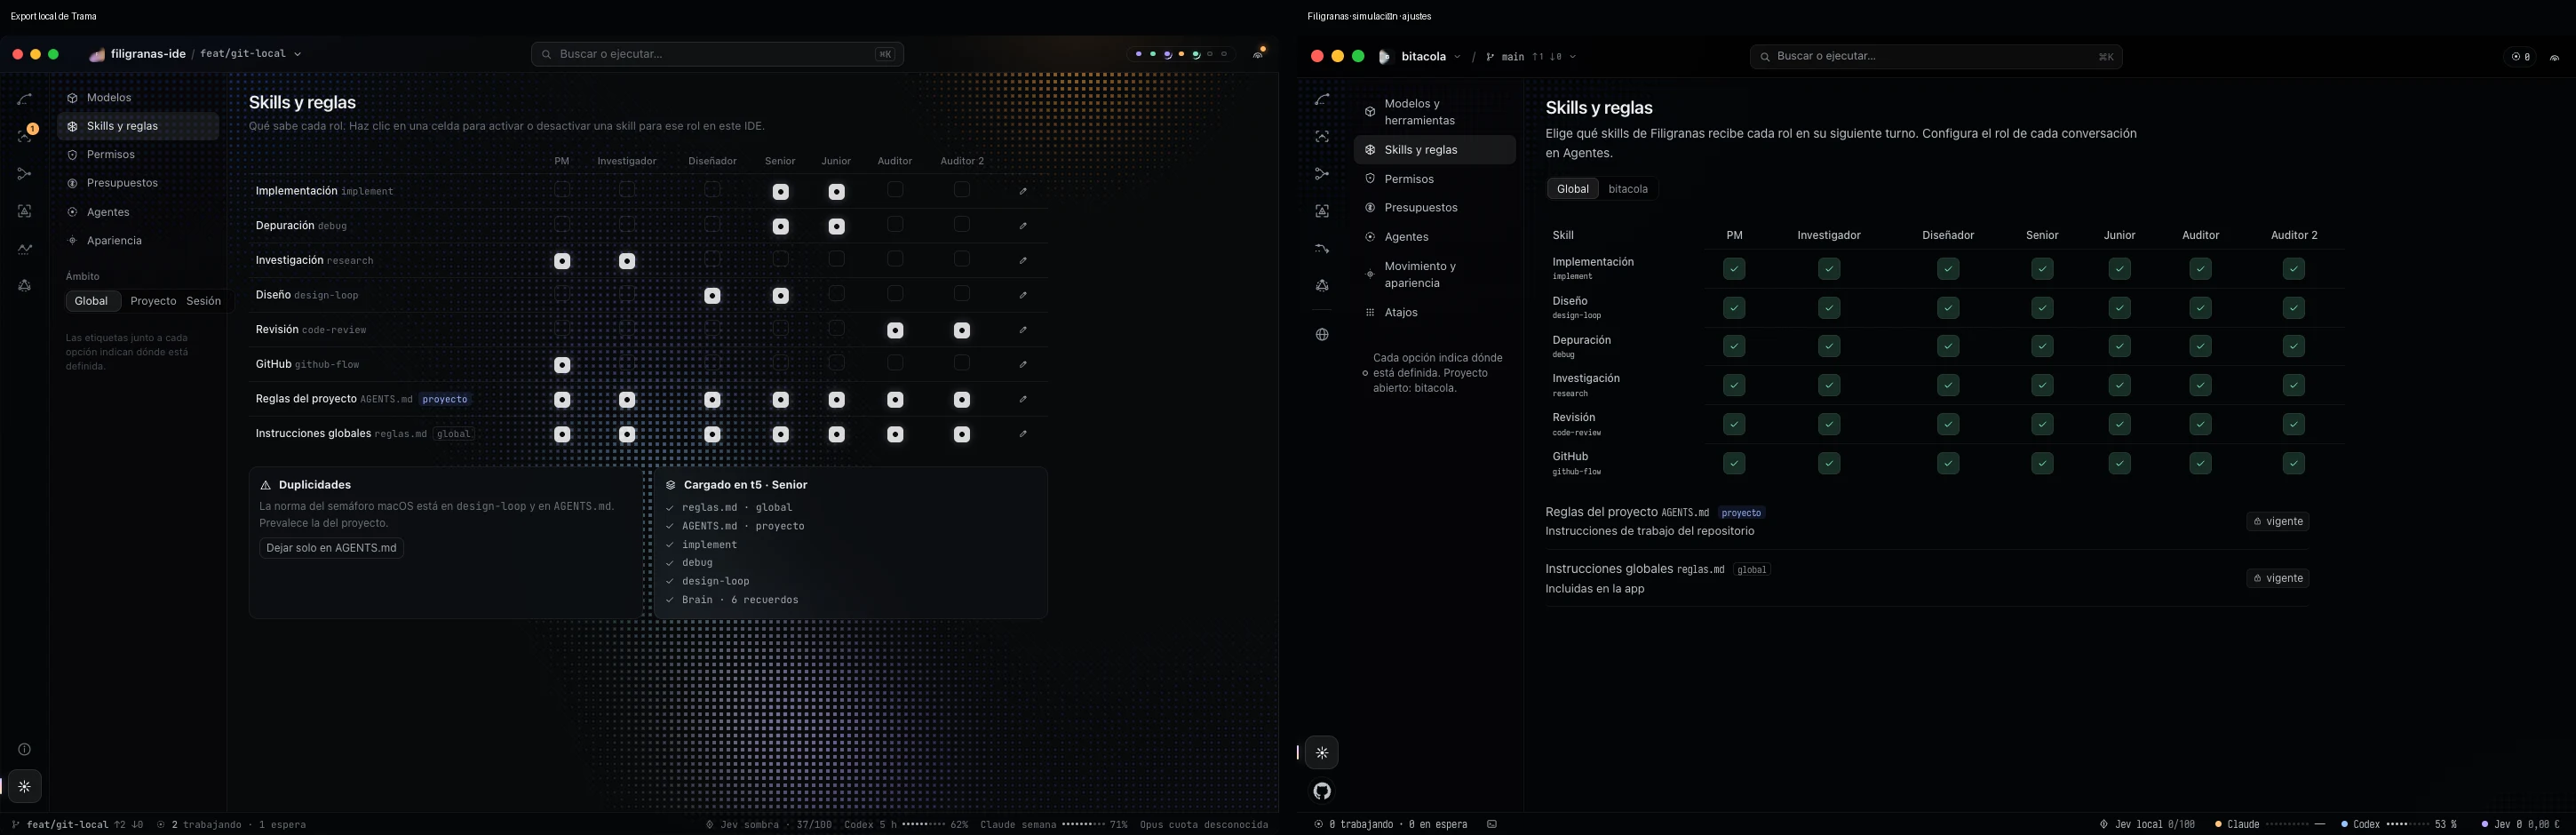 Export local de Trama
filigranas-ide / feat/git-local
Buscar o ejecutar...
⌘K
1
Modelos
Skills y reglas
Permisos
Presupuestos
Agentes
Apariencia
Ámbito
Global Proyecto Sesión
Las etiquetas junto a cada
opción indican dónde está
definida.
Skills y reglas
Qué sabe cada rol. Haz clic en una celda para activar o desactivar una skill para ese rol en este IDE.
PM Investigador Diseñador Senior Junior Auditor Auditor 2
Implementación implement
Depuración debug
Investigación research
Diseño design-loop
Revisión code-review
GitHub github-flow
Reglas del proyecto AGENTS.md proyecto
Instrucciones globales reglas.md global
Duplicidades
La norma del semáforo macOS está en design-loop y en AGENTS.md.
Prevalece la del proyecto.
Dejar solo en AGENTS.md
Cargado en t5 · Senior
reglas.md · global
AGENTS.md · proyecto
implement
debug
design-loop
Brain · 6 recuerdos
feat/git-local ↑2 ↓0 2 trabajando · 1 espera
Jev sombra · 37/100 Codex 5 h 62% Claude semana 71% Opus cuota desconocida
bitacola / main ↑1 ↓0
Buscar o ejecutar...
⌘K
0
Modelos y
herramientas
Skills y reglas
Permisos
Presupuestos
Agentes
Movimiento y
apariencia
Atajos
Cada opción indica dónde
está definida. Proyecto
abierto: bitacola.
Skills y reglas
Elige qué skills de Filigranas recibe cada rol en su siguiente turno. Configura el rol de cada conversación
en Agentes.
Global bitacola
Skill PM Investigador Diseñador Senior Junior Auditor Auditor 2
Implementación
implement
Diseño
design-loop
Depuración
debug
Investigación
research
Revisión
code-review
GitHub
github-flow
Reglas del proyecto AGENTS.md proyecto
Instrucciones de trabajo del repositorio
vigente
Instrucciones globales reglas.md global
Incluidas en la app
vigente
0 trabajando · 0 en espera
Jev local 0/100 Claude — Codex 53 % Jev 0 0,00 €